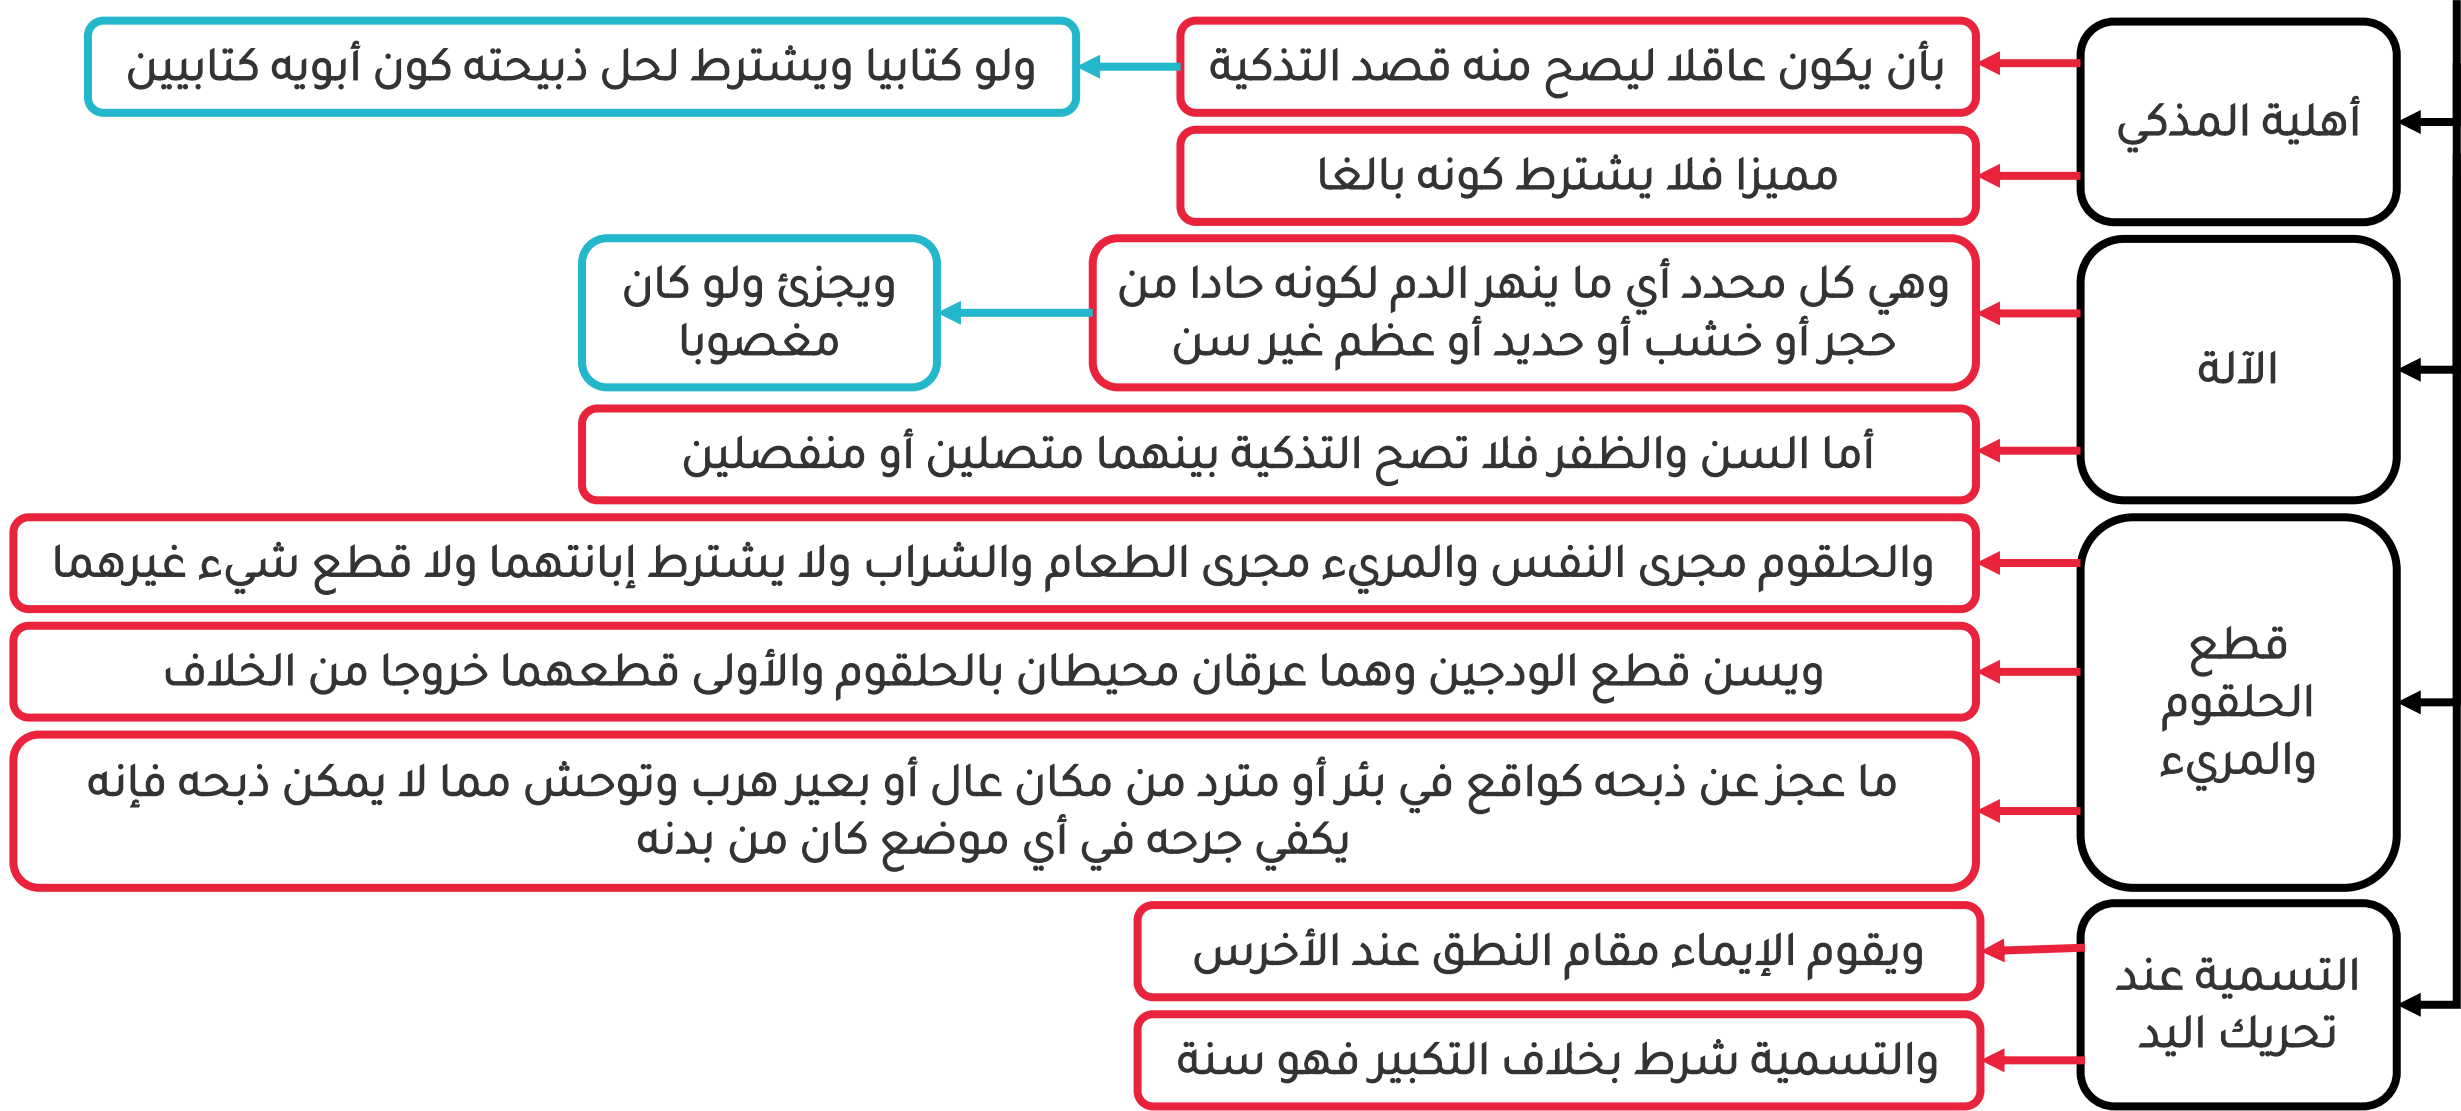 أهلية المذكي
بأن يكون عاقلا ليصح منه قصد التذكية
ولو كتابيا ويشترط لحل ذبيحته كون أبويه كتابيين
مميزا فلا يشترط كونه بالغا
الآلة
وهي كل محدد أي ما ينهر الدم لكونه حادا من
حجر أو خشب أو حديد أو عظم غير سن
ويجزئ ولو كان
مغصوبا
أما السن والظفر فلا تصح التذكية بينهما متصلين أو منفصلين
قطع
الحلقوم
والمريء
والحلقوم مجرى النفس والمريء مجرى الطعام والشراب ولا يشترط إبانتهما ولا قطع شيء غيرهما
ويسن قطع الودجين وهما عرقان محيطان بالحلقوم والأولى قطعهما خروجا من الخلاف
ما عجز عن ذبحه كواقع في بئر أو مترد من مكان عال أو بعير هرب وتوحش مما لا يمكن ذبحه فإنه
يكفي جرحه في أي موضع كان من بدنه
التسمية عند
تحريك اليد
ويقوم الإيماء مقام النطق عند الأخرس
والتسمية شرط بخلاف التكبير فهو سنة